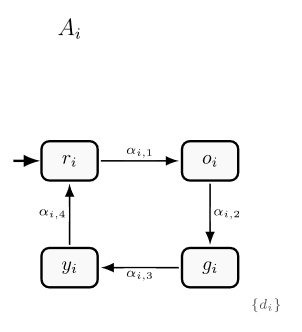 A_i
α_{i,1}
r_i
o_i
α_{i,4}
α_{i,2}
y_i
g_i
α_{i,3}
{d_i}